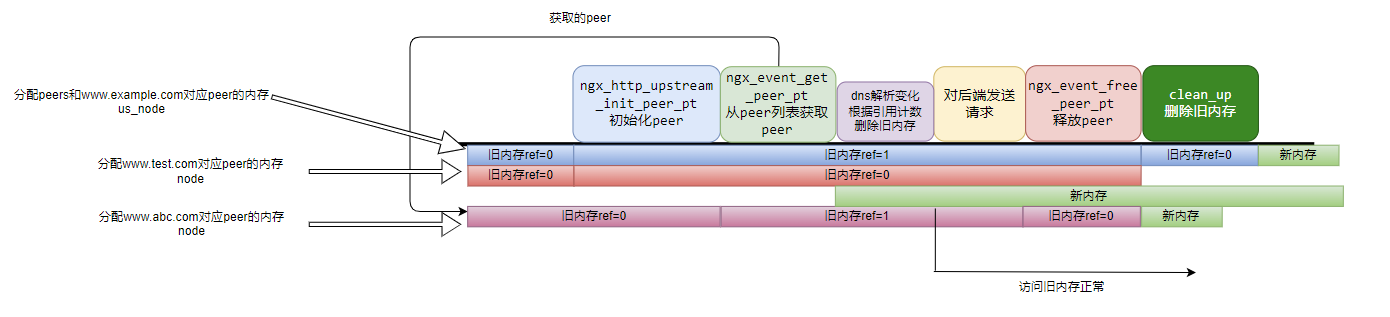 获取的peer
ngx_http_upstream
_init_peer_pt
初始化peer
ngx_event_get
_peer_pt
从peer列表获取
peer
dns解析变化
根据引用计数
删除旧内存
对后端发送
请求
ngx_event_free
_peer_pt
释放peer
clean_up
删除旧内存
分配peers和www.example.com对应peer的内存
us_node
旧内存ref=0
旧内存ref=1
旧内存ref=0
新内存
分配www.test.com对应peer的内存
node
旧内存ref=0
旧内存ref=0
新内存
分配www.abc.com对应peer的内存
node
旧内存ref=0
旧内存ref=1
旧内存ref=0
新内存
访问旧内存正常